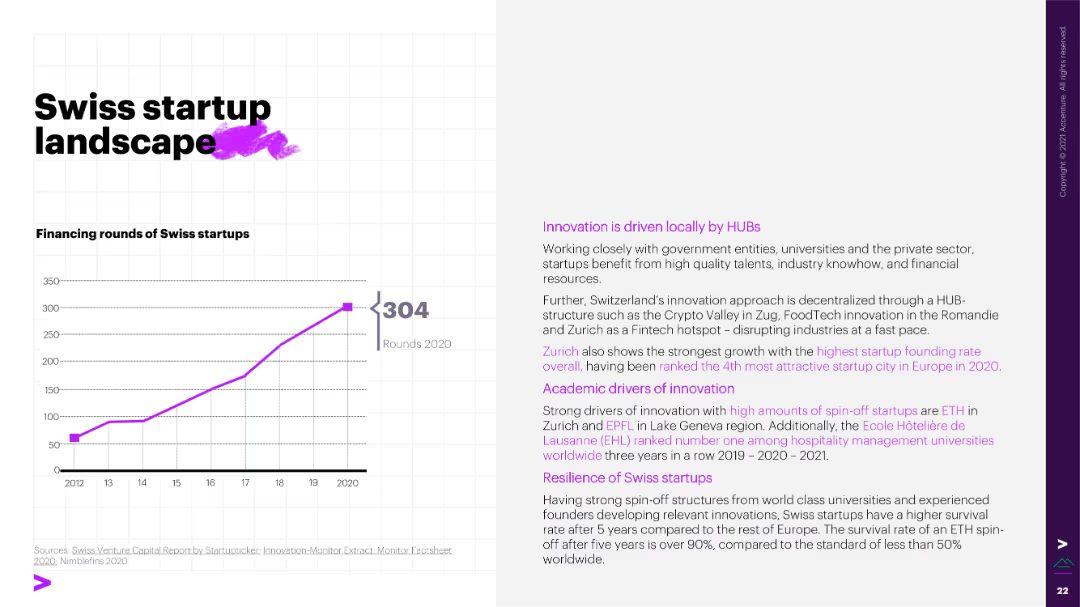 Swiss startup
landscape
Financing rounds of Swiss startups
350
300
250
200
150
100
50
0
2012 13 14 15 16 17 18 19 2020
304
Rounds 2020
Sources: Swiss Venture Capital Report by Startupticker; Innovation-Monitor Extract: Monitor Factsheet
2020; Nimblefins 2020
>
Innovation is driven locally by HUBs
Working closely with government entities, universities and the private sector,
startups benefit from high quality talents, industry knowhow, and financial
resources.
Further, Switzerland's innovation approach is decentralized through a HUB-
structure such as the Crypto Valley in Zug, FoodTech innovation in the Romandie
and Zurich as a Fintech hotspot – disrupting industries at a fast pace.
Zurich also shows the strongest growth with the highest startup founding rate
overall, having been ranked the 4th most attractive startup city in Europe in 2020.
Academic drivers of innovation
Strong drivers of innovation with high amounts of spin-off startups are ETH in
Zurich and EPFL in Lake Geneva region. Additionally, the Ecole Hôtelière de
Lausanne (EHL) ranked number one among hospitality management universities
worldwide three years in a row 2019 – 2020 – 2021.
Resilience of Swiss startups
Having strong spin-off structures from world class universities and experienced
founders developing relevant innovations, Swiss startups have a higher survival
rate after 5 years compared to the rest of Europe. The survival rate of an ETH spin-
off after five years is over 90%, compared to the standard of less than 50%
worldwide.
Copyright © 2021 Accenture. All rights reserved.
>
22